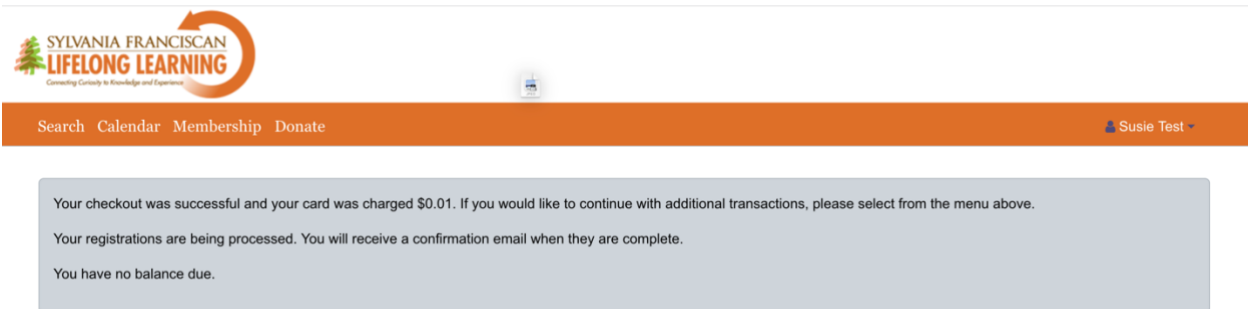 SYLVANIA FRANCISCAN
LIFELONG LEARNING
Connecting Curiosity to Knowledge and Experience
Search Calendar Membership Donate
Susie Test
Your checkout was successful and your card was charged $0.01. If you would like to continue with additional transactions, please select from the menu above.
Your registrations are being processed. You will receive a confirmation email when they are complete.
You have no balance due.